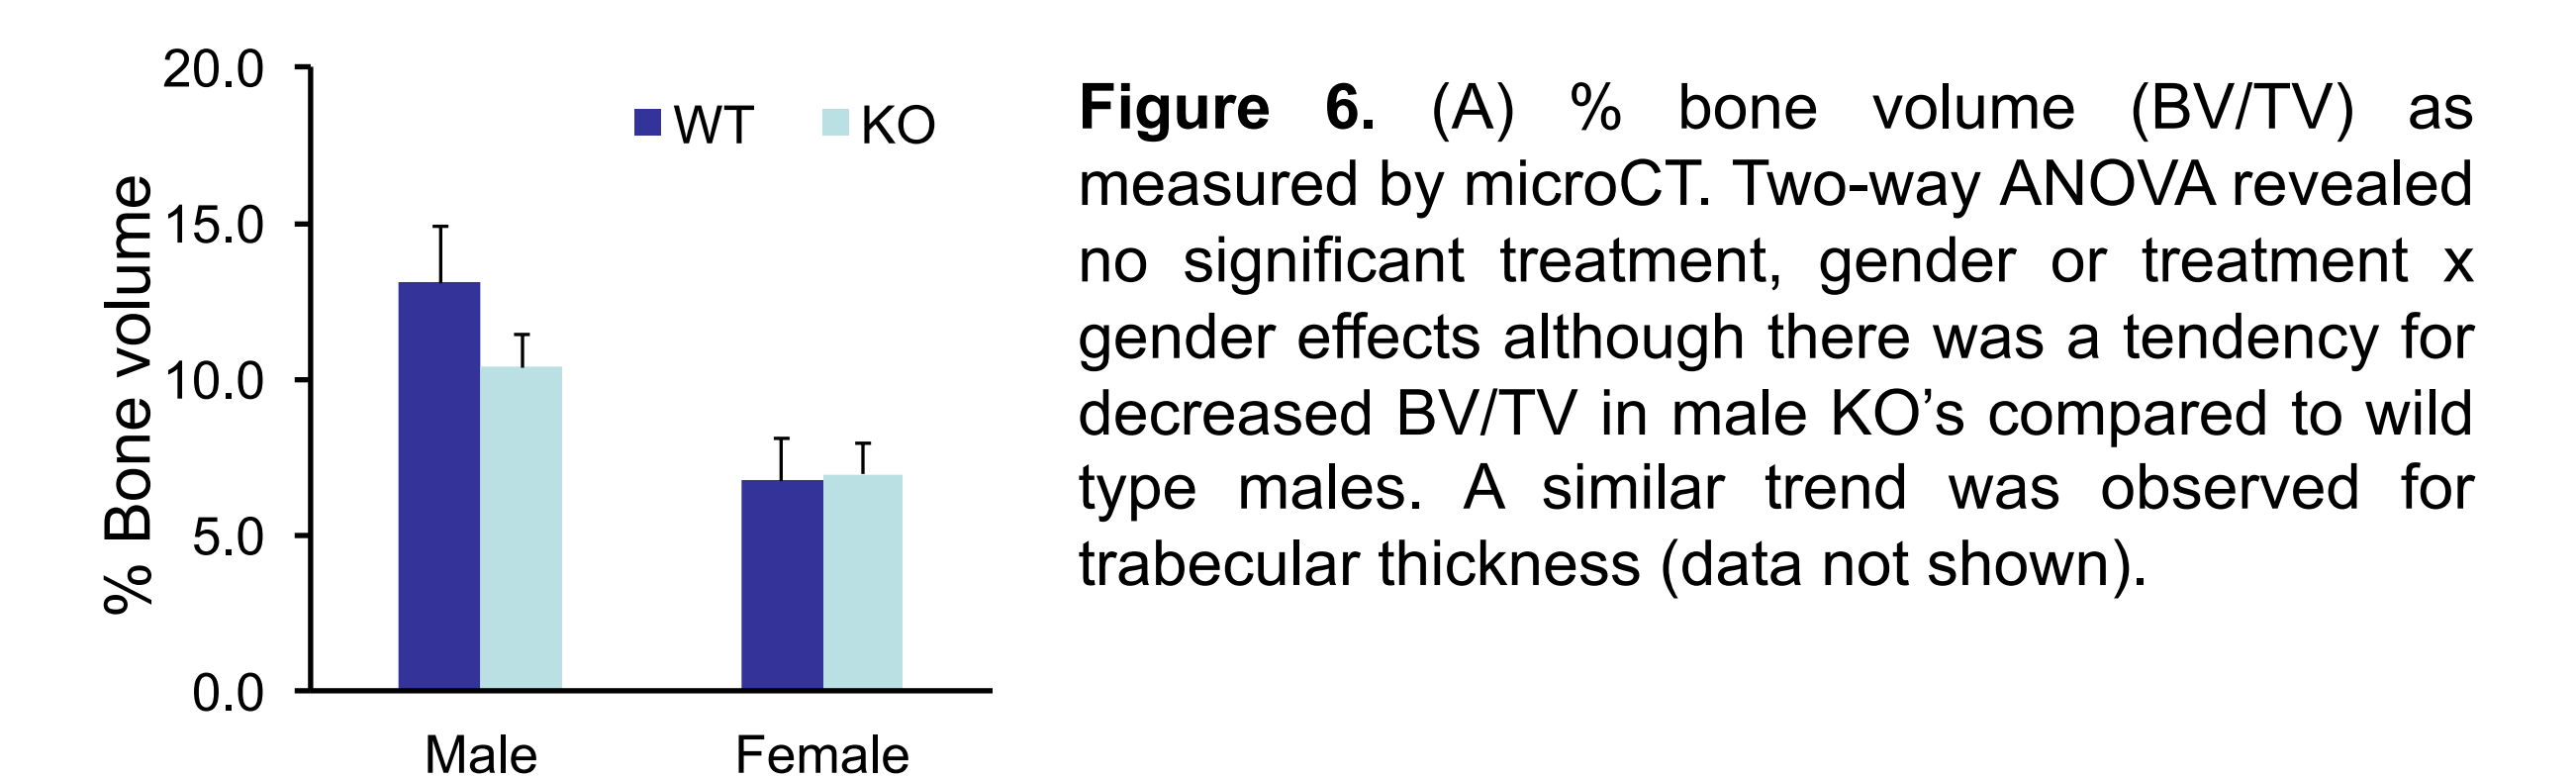 20.0
15.0
10.0
5.0
0.0
% Bone volume
WT KO
Male Female
Figure 6. (A) % bone volume (BV/TV) as
measured by microCT. Two-way ANOVA revealed
no significant treatment, gender or treatment x
gender effects although there was a tendency for
decreased BV/TV in male KO’s compared to wild
type males. A similar trend was observed for
trabecular thickness (data not shown).